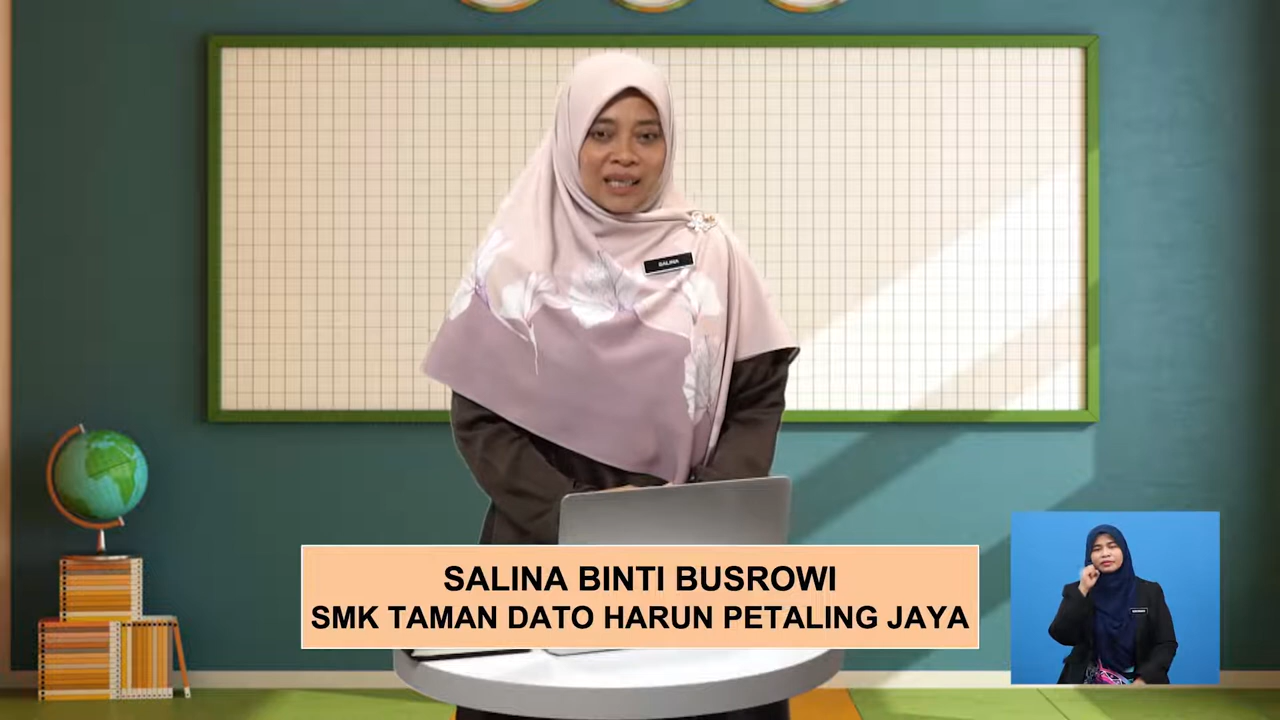 SALINA
SALINA BINTI BUSROWI
SMK TAMAN DATO HARUN PETALING JAYA